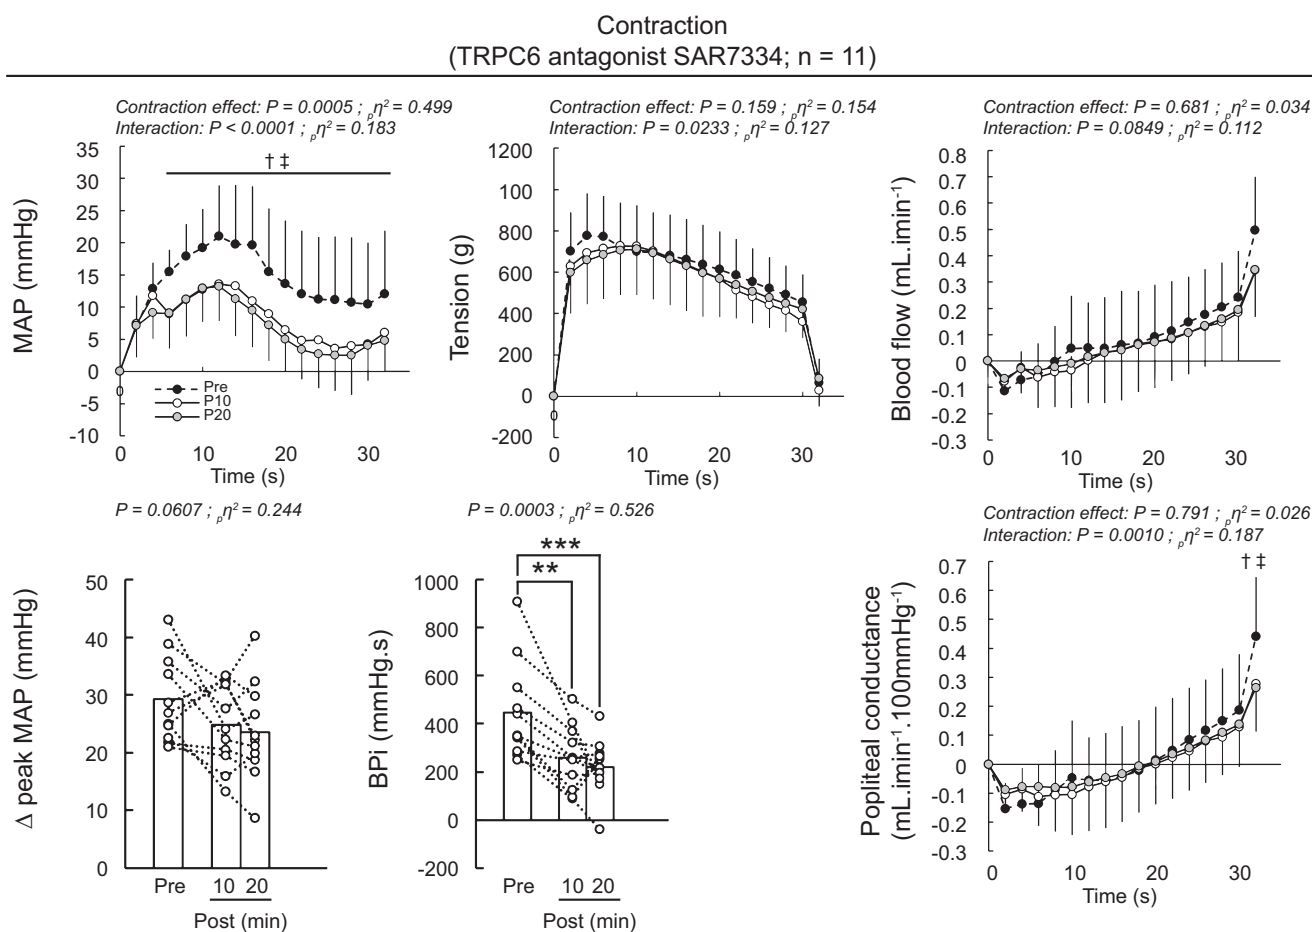 Contraction
(TRPC6 antagonist SAR7334; n = 11)
Contraction effect: P = 0.0005 ; pη² = 0.499
Interaction: P < 0.0001 ; pη² = 0.183
MAP (mmHg)
35
30
25
20
15
10
5
0
-5
-10
† ‡
Pre
P10
P20
0
0 10 20 30
Time (s)
Contraction effect: P = 0.159 ; pη² = 0.154
Interaction: P = 0.0233 ; pη² = 0.127
Tension (g)
1200
100
800
600
400
200
0
-200
0
0 10 20 30
Time (s)
Contraction effect: P = 0.681 ; pη² = 0.034
Interaction: P = 0.0849 ; pη² = 0.112
Blood flow (mL.imin⁻¹)
0.8
0.7
0.6
0.5
0.4
0.3
0.2
0.1
0
-0.1
-0.2
-0.3
0 10 20 30
Time (s)
P = 0.0607 ; pη² = 0.244
Δ peak MAP (mmHg)
50
40
30
20
10
0
Pre 10 20
Post (min)
P = 0.0003 ; pη² = 0.526
BPi (mmHg.s)
1000
800
600
400
200
0
-200
***
**
Pre 10 20
Post (min)
Contraction effect: P = 0.791 ; pη² = 0.026
Interaction: P = 0.0010 ; pη² = 0.187
Popliteal conductance
(mL.imin⁻¹.100mmHg⁻¹)
0.7
0.6
0.5
0.4
0.3
0.2
0.1
0
-0.1
-0.2
-0.3
† ‡
0 10 20 30
Time (s)